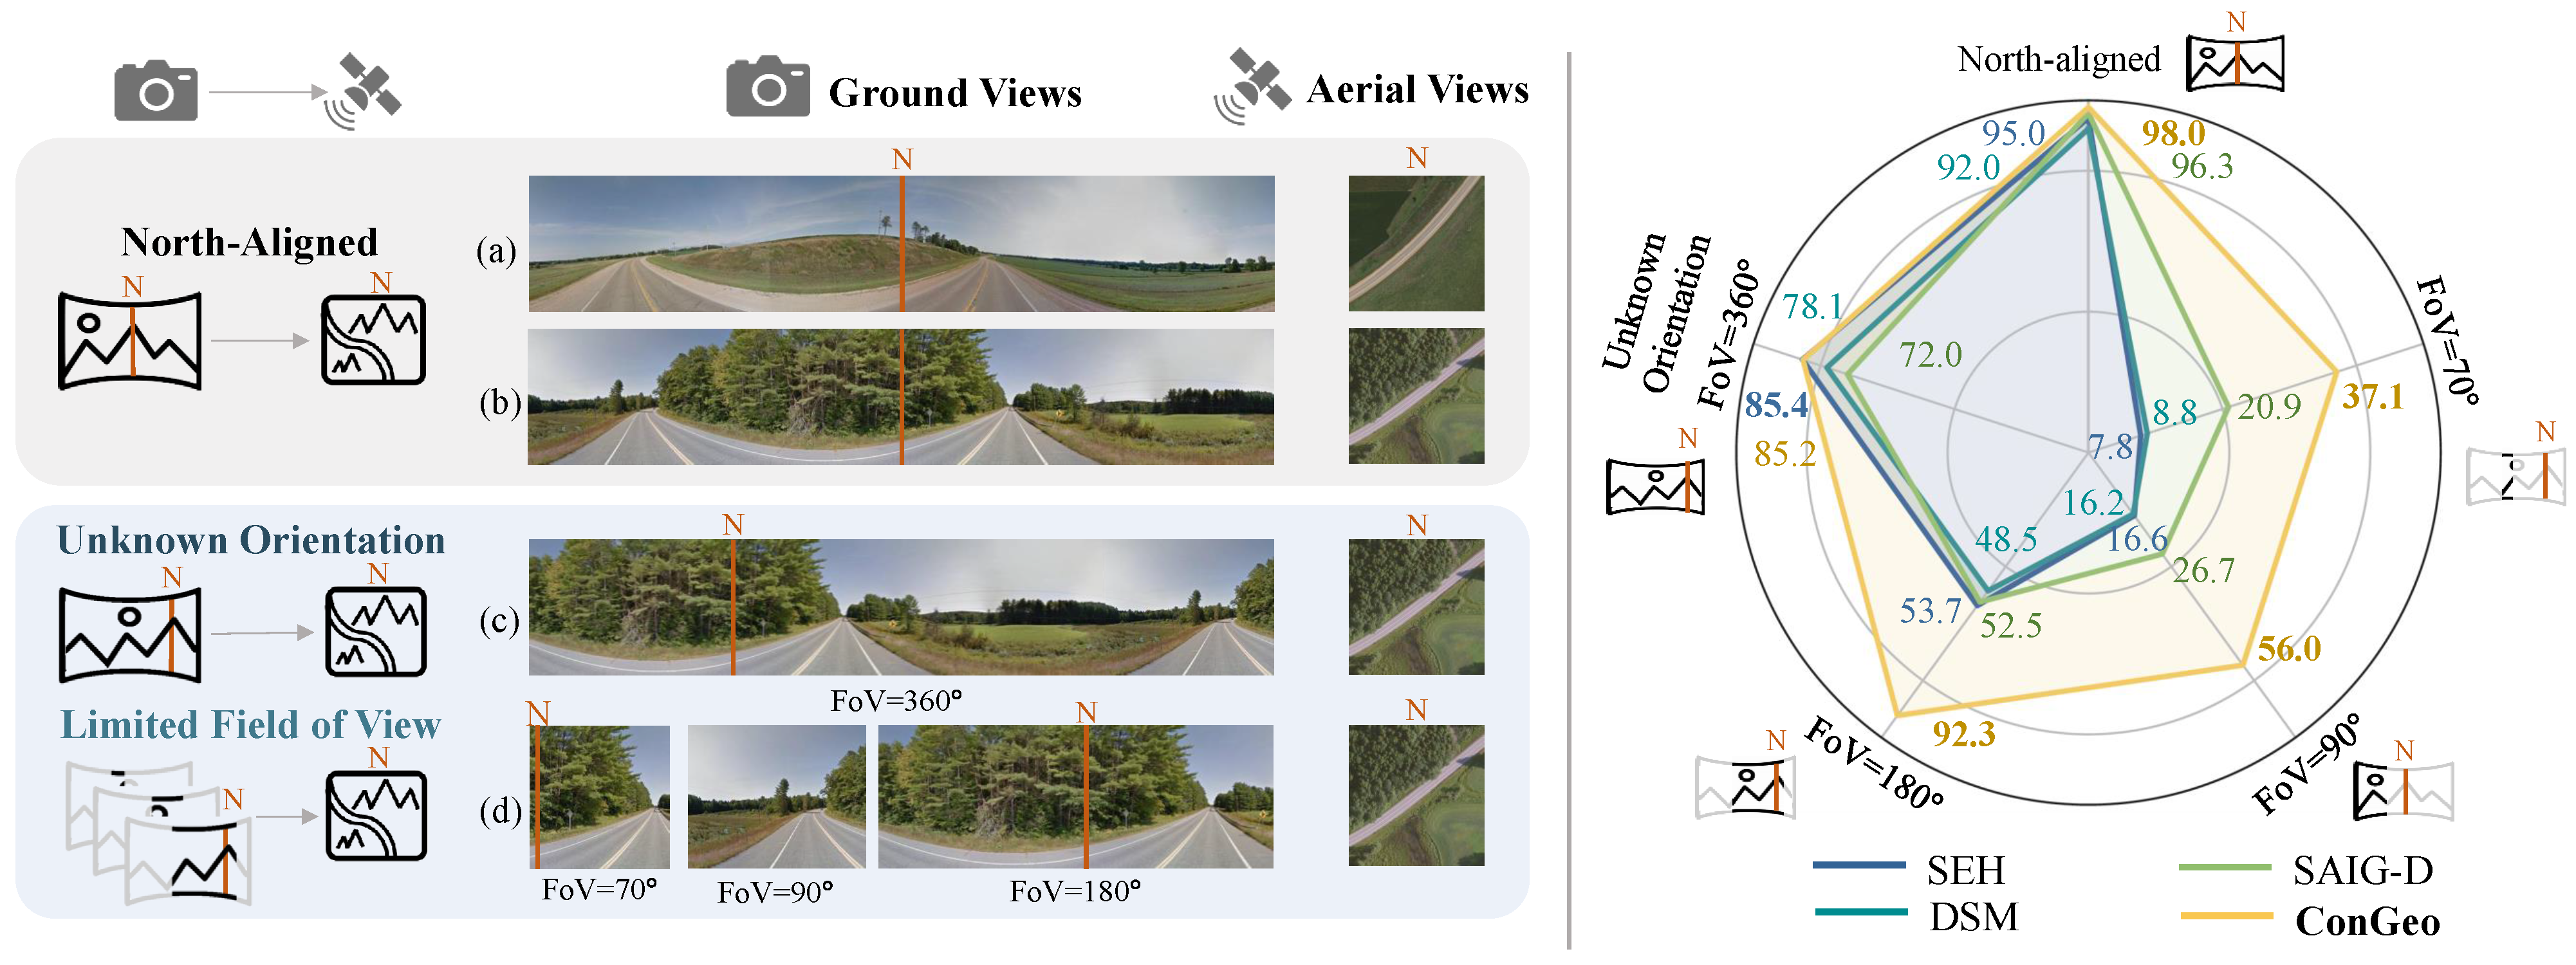 Ground Views
Aerial Views
North-Aligned
N
N
N
N
(a)
(b)
Unknown Orientation
N
N
N
N
(c)
FoV=360°
Limited Field of View
N
N
N
N
N
(d)
FoV=70°
FoV=90°
FoV=180°
N
North-aligned
95.0
98.0
92.0
96.3
Unknown
Orientation
FoV=360°
78.1
72.0
85.4
85.2
N
FoV=70°
37.1
20.9
8.8
7.8
N
16.2
16.6
26.7
56.0
FoV=90°
N
48.5
53.7
52.5
92.3
FoV=180°
N
SEH
SAIG-D
DSM
ConGeo